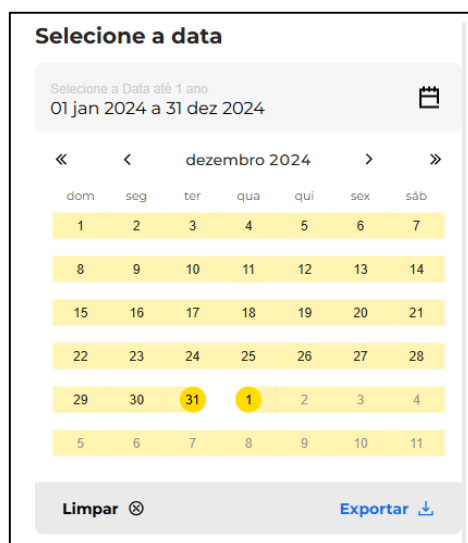 Selecione a data
Selecione a Data até 1 ano
01 jan 2024 a 31 dez 2024
« ‹ dezembro 2024 › »
dom seg ter qua qui sex sáb
1 2 3 4 5 6 7
8 9 10 11 12 13 14
15 16 17 18 19 20 21
22 23 24 25 26 27 28
29 30 31 1 2 3 4
5 6 7 8 9 10 11
Limpar Exportar